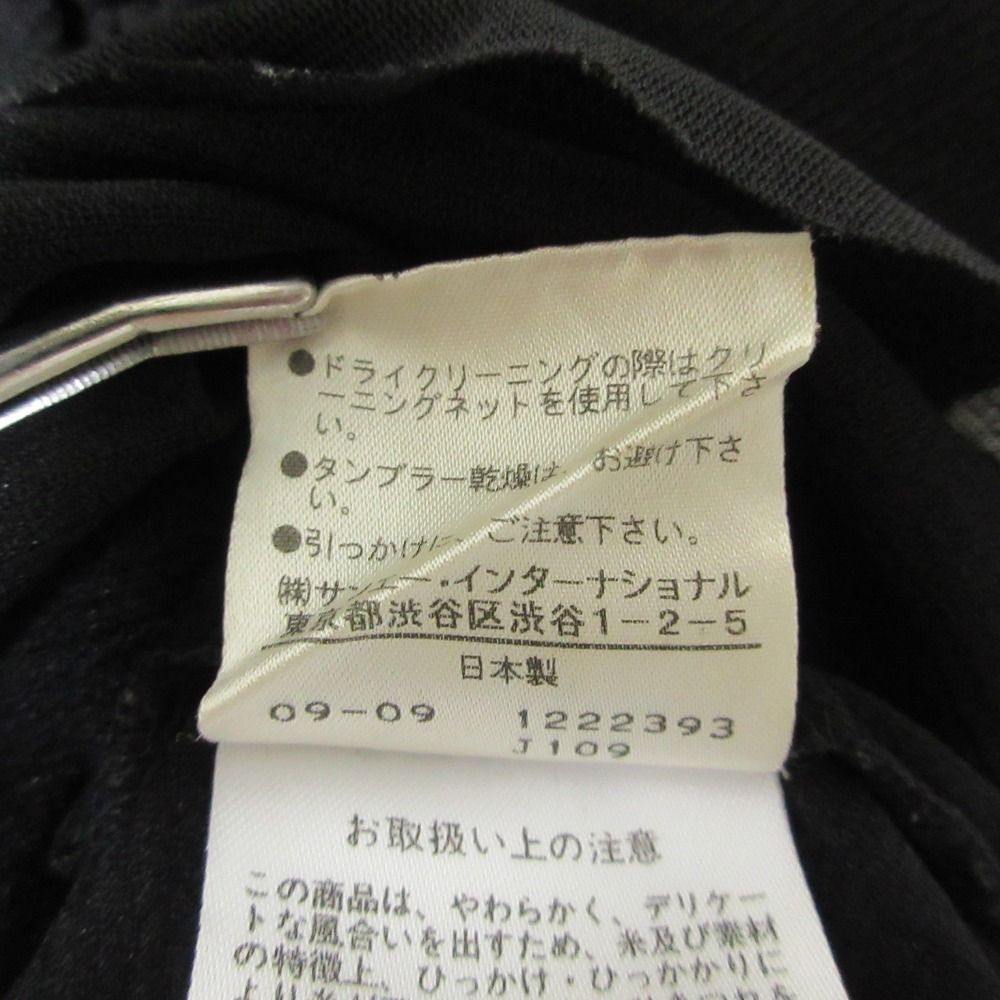 ●ドライクリーニングの際はクリ
ーニングネットを使用して下さ
い。
●タンブラー乾燥は、お避け下さ
い。
●引っかけに、ご注意下さい。
㈱サンエー・インターナショナル
東京都渋谷区渋谷1-2-5
日本製
09-09 1222393
J109
お取扱い上の注意
この商品は、やわらかく、デリケー
トな風合いを出すため、糸及び素材
の特徴上、ひっかけ・ひっかかりに
より